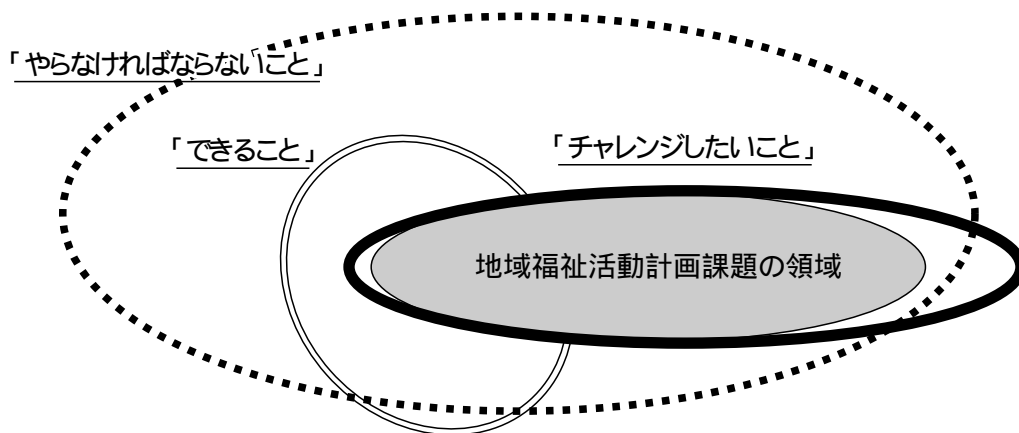 「やらなければならないこと」
「できること」
「チャレンジしたいこと」
地域福祉活動計画課題の領域